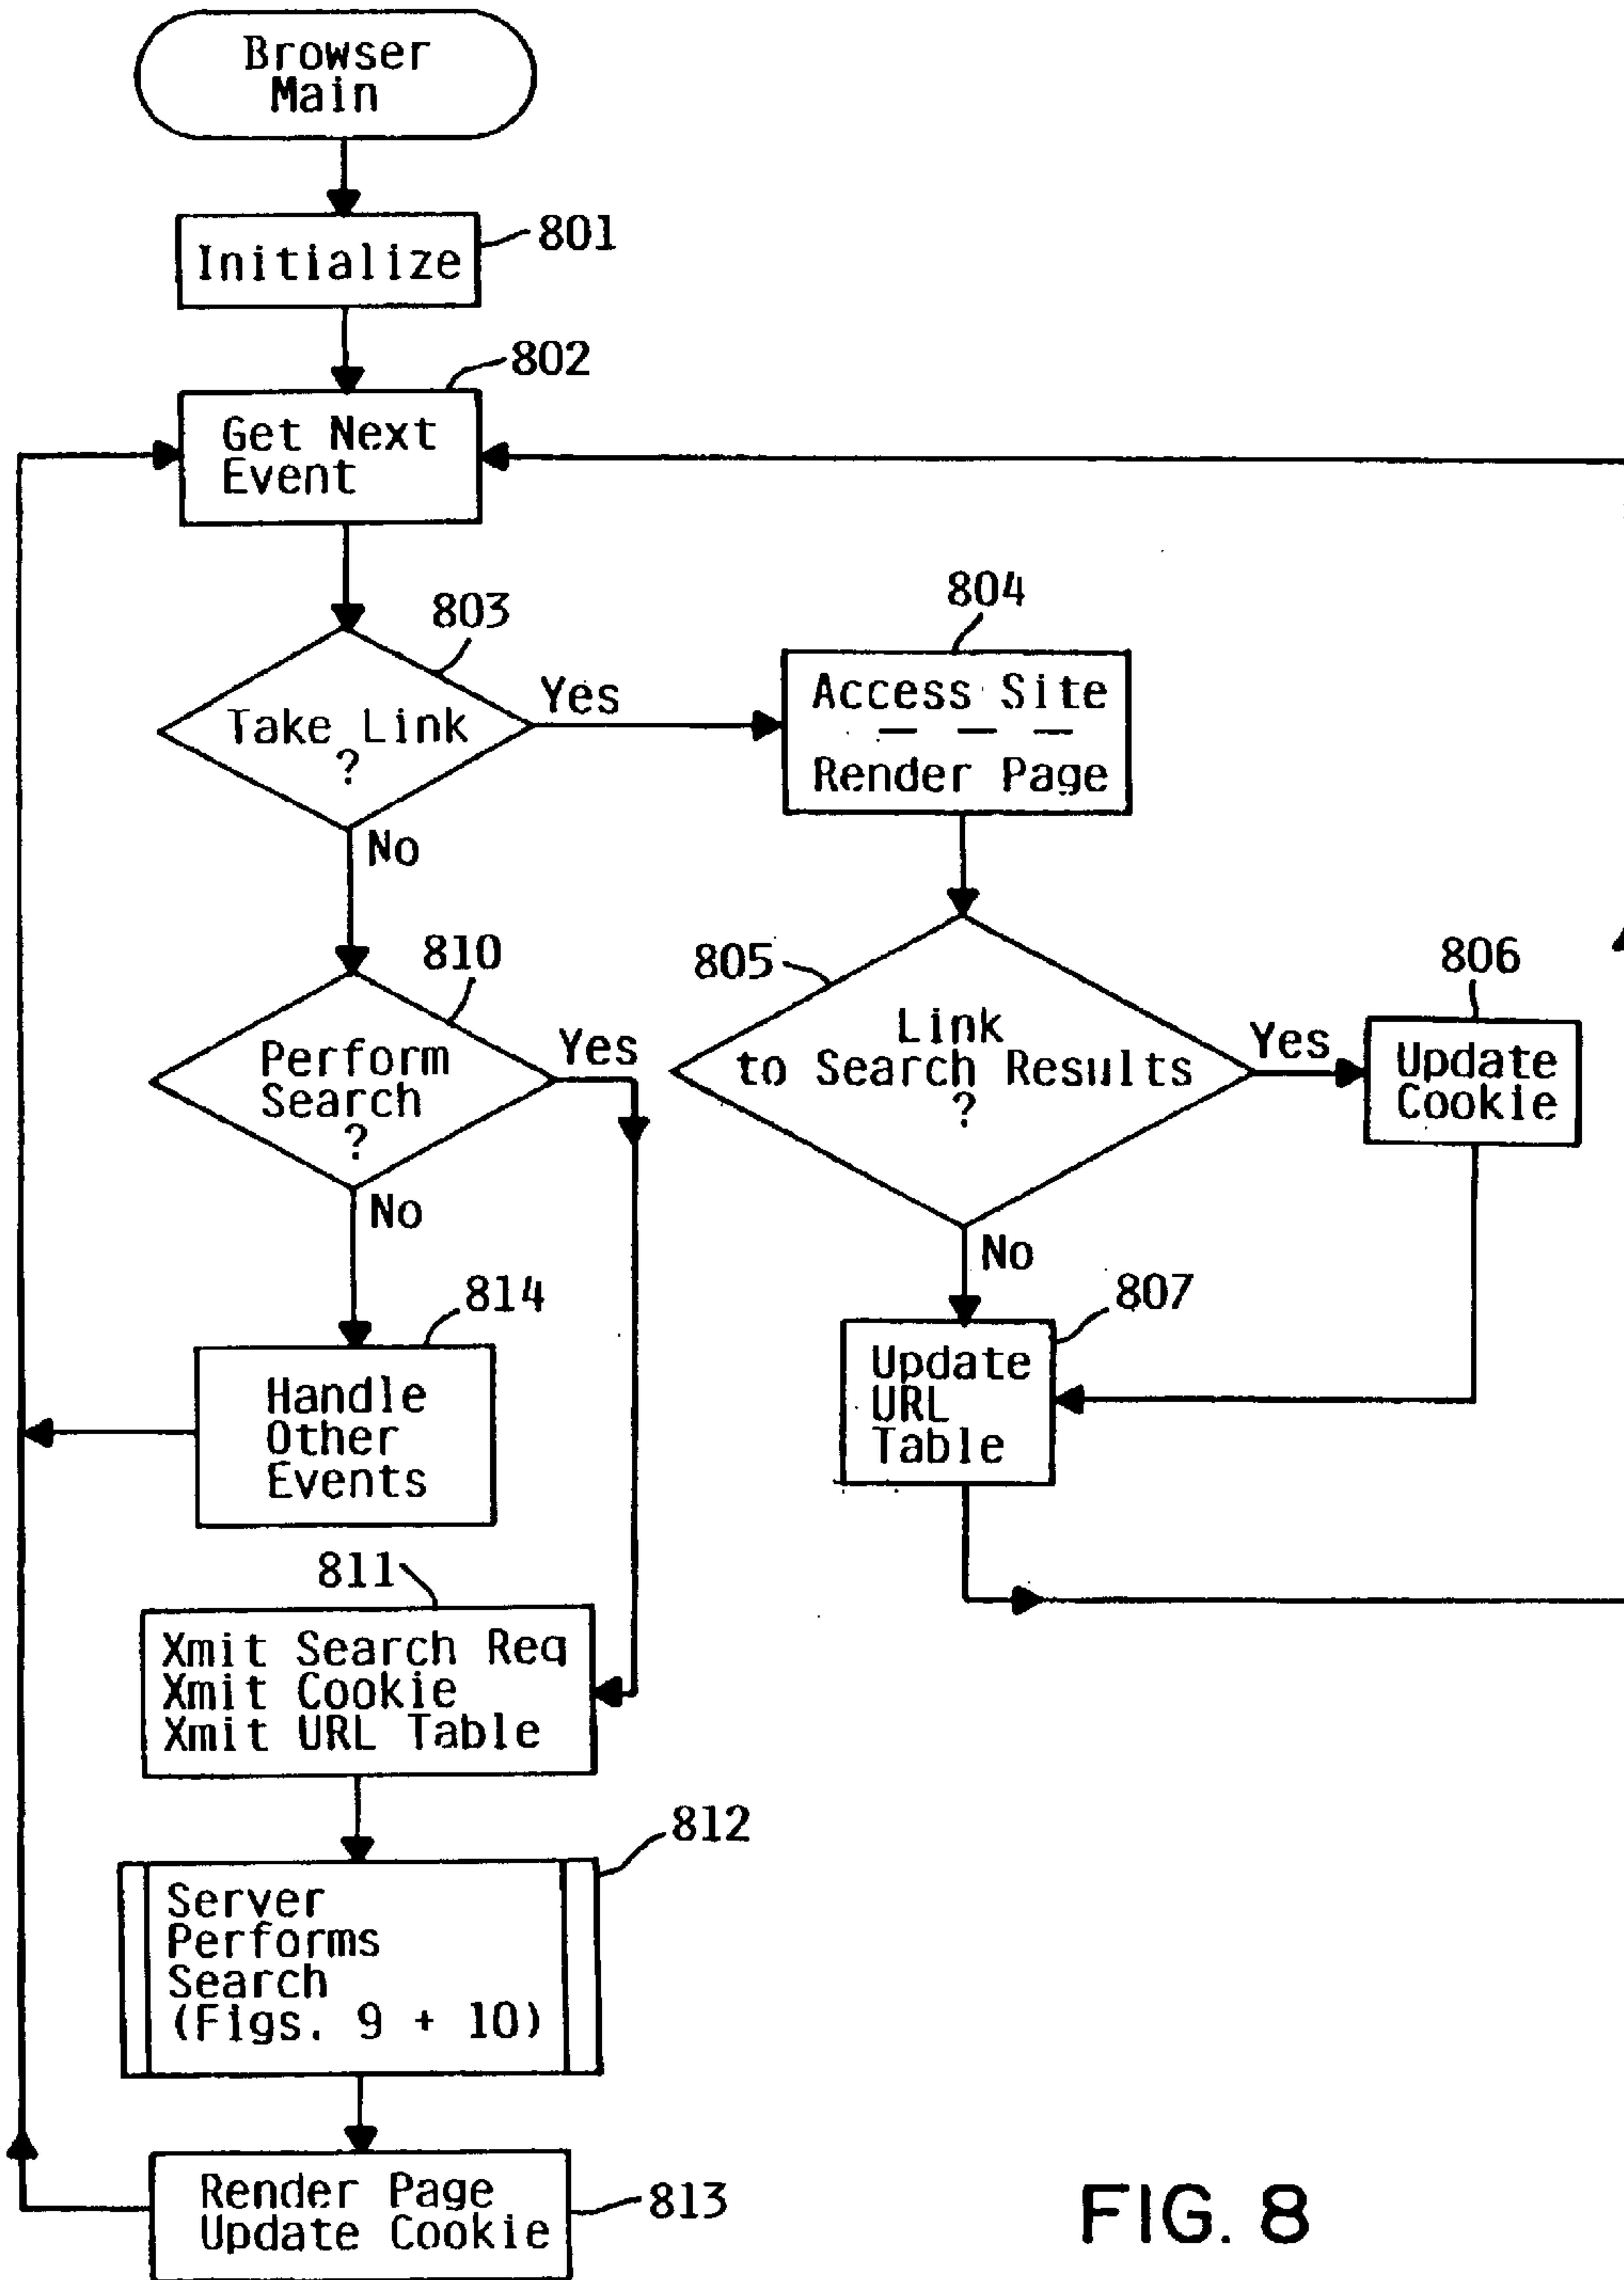 Browser
Main
801
Initialize
802
Get Next
Event
803
Take Link
?
Yes
No
804
Access Site
Render Page
805
Link
to Search Results
?
Yes
No
806
Update
Cookie
807
Update
URL
Table
810
Perform
Search
?
Yes
No
814
Handle
Other
Events
811
Xmit Search Req
Xmit Cookie
Xmit URL Table
812
Server
Performs
Search
(Figs. 9 + 10)
813
Render Page
Update Cookie
FIG. 8